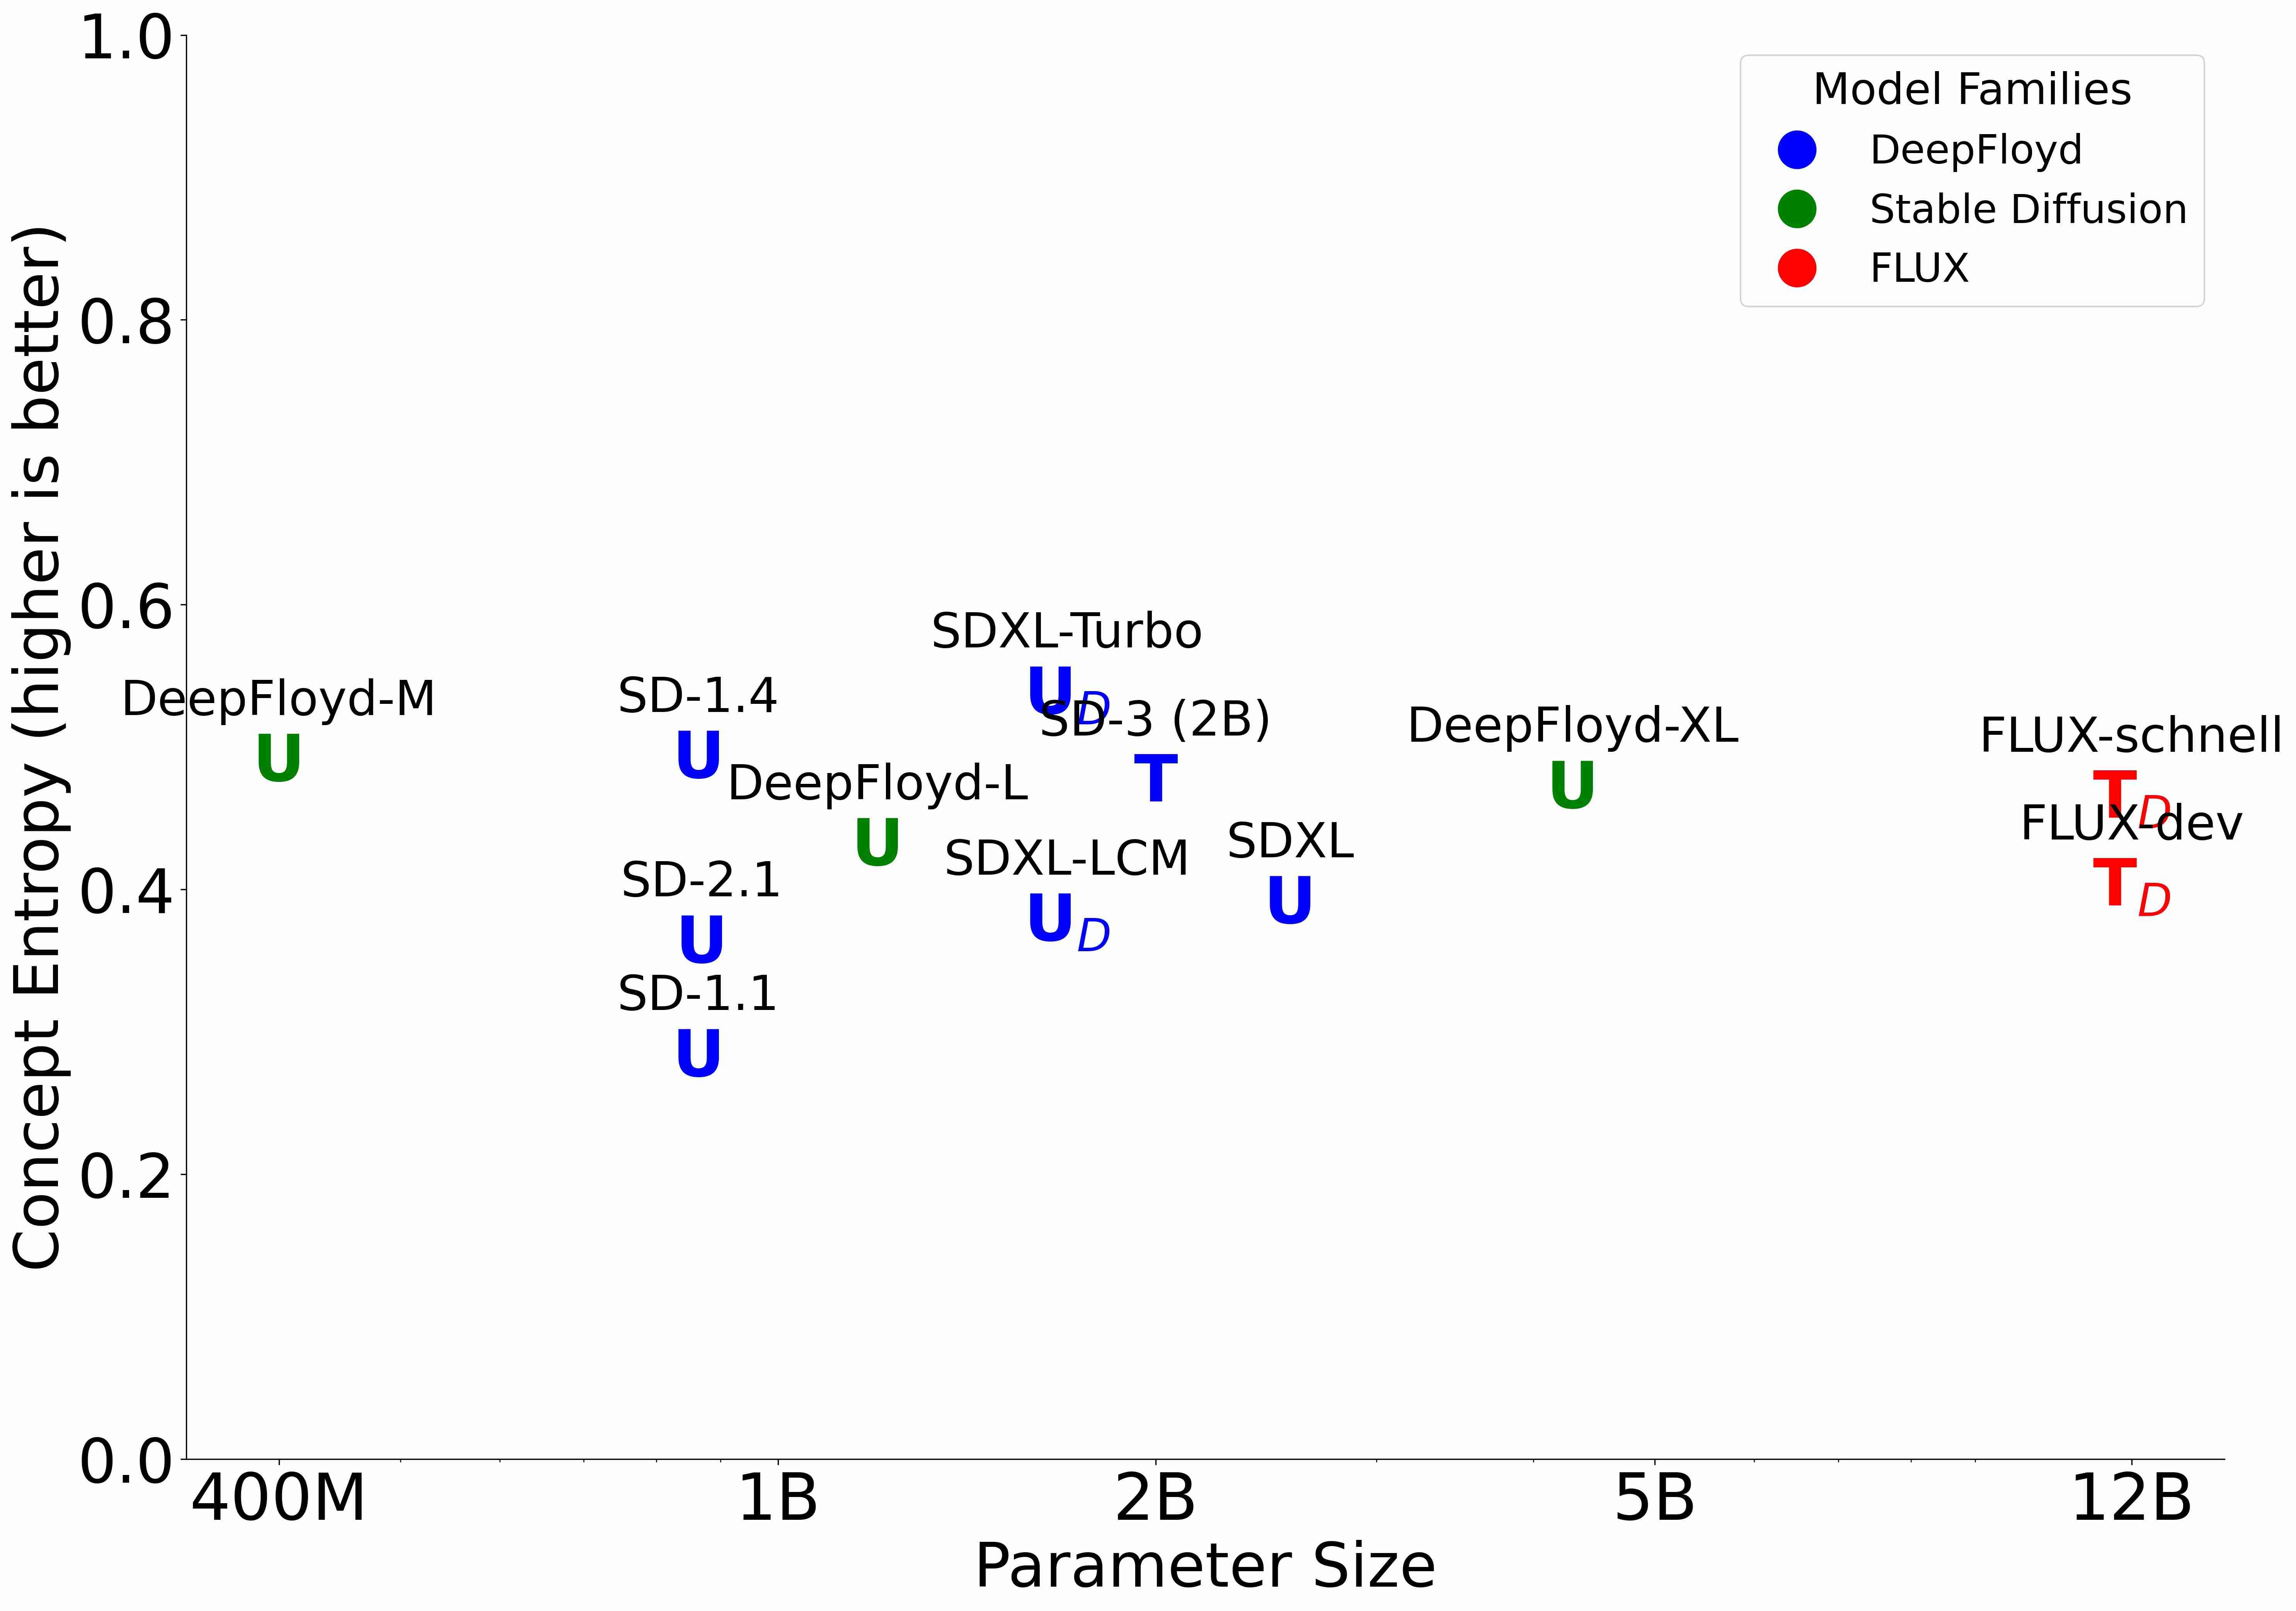 Concept Entropy (higher is better)
1.0
0.8
0.6
0.4
0.2
0.0
Model Families
DeepFloyd
Stable Diffusion
FLUX
SDXL-Turbo
U D
DeepFloyd-M
U
SD-1.4
U
SD-3 (2B)
T
DeepFloyd-XL
U
FLUX-schnell
T D
DeepFloyd-L
U
FLUX-dev
T D
SDXL
U
SDXL-LCM
U D
SD-2.1
U
SD-1.1
U
400M 1B 2B 5B 12B
Parameter Size